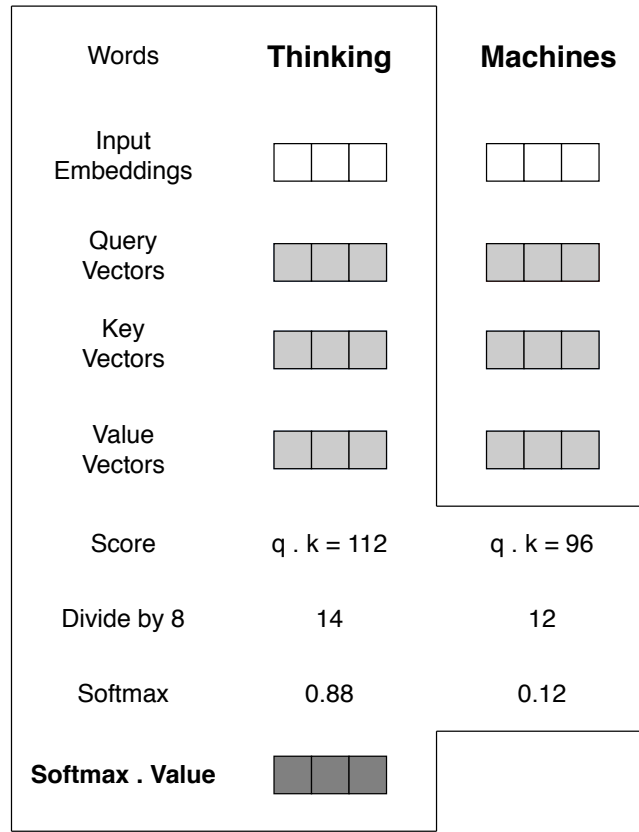 Words Thinking Machines
Input
Embeddings
Query
Vectors
Key
Vectors
Value
Vectors
Score q . k = 112 q . k = 96
Divide by 8 14 12
Softmax 0.88 0.12
Softmax . Value